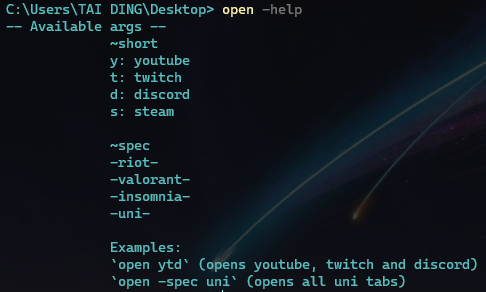 C:\Users\TAI DING\Desktop> open -help
-- Available args --
~short
y: youtube
t: twitch
d: discord
s: steam
~spec
-riot-
-valorant-
-insomnia-
-uni-
Examples:
`open ytd` (opens youtube, twitch and discord)
`open -spec uni` (opens all uni tabs)